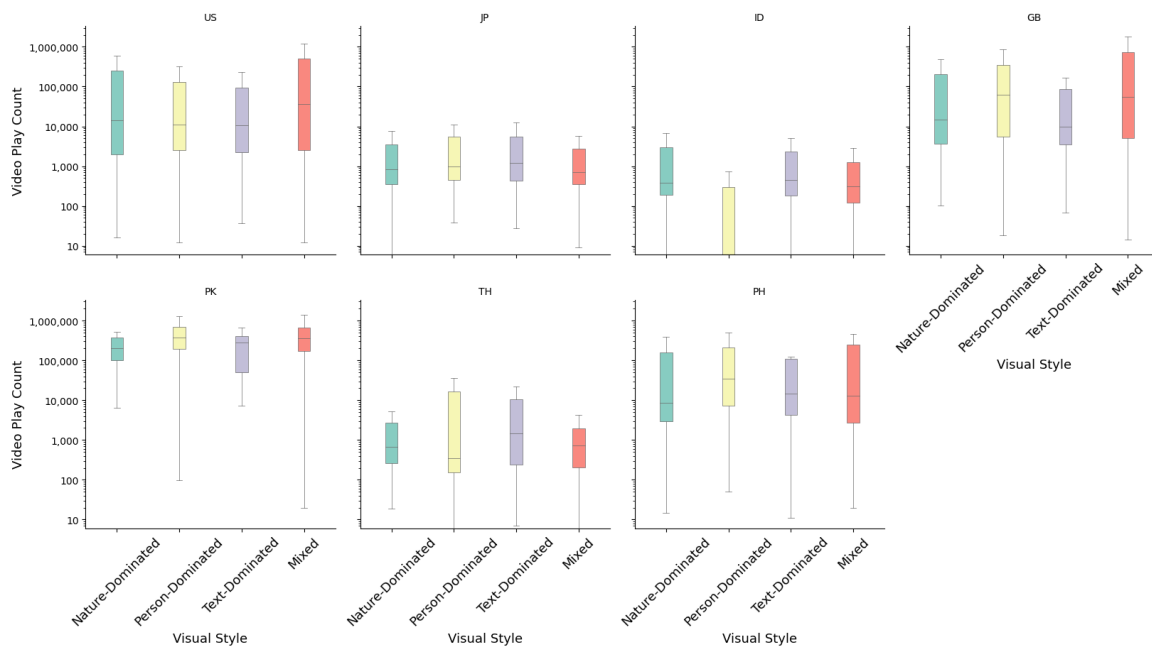 US
JP
ID
GB
Video Play Count
1,000,000
100,000
10,000
1,000
100
10
Nature-Dominated
Person-Dominated
Text-Dominated
Mixed
Visual Style
PK
TH
PH
Video Play Count
1,000,000
100,000
10,000
1,000
100
10
Nature-Dominated
Person-Dominated
Text-Dominated
Mixed
Nature-Dominated
Person-Dominated
Text-Dominated
Mixed
Nature-Dominated
Person-Dominated
Text-Dominated
Mixed
Visual Style
Visual Style
Visual Style